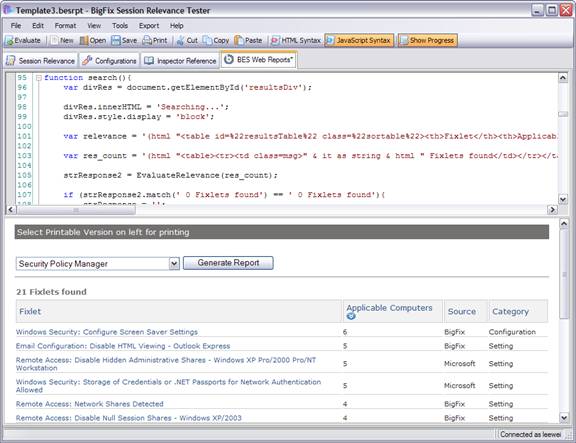 Template3.besrpt - BigFix Session Relevance Tester
File Edit Format View Tools Export Help
Evaluate New Open Save Print Cut Copy Paste HTML Syntax JavaScript Syntax Show Progress
Session Relevance Configurations Inspector Reference BES Web Reports*
95 function search(){
96 var divRes = document.getElementById('resultsDiv');
97
98 divRes.innerHTML = 'Searching...';
99 divRes.style.display = 'block';
100
101 var relevance = '(html "<table id=%22resultsTable%22 class=%22sortable%22><th>Fixlet</th><th>Applicab
102
103 var res_count = '(html "<table><tr><td class=msg>" & it as string & html " Fixlets found</td></tr></ta
104
105 strResponse2 = EvaluateRelevance(res_count);
106
107 if (strResponse2.match(' 0 Fixlets found') == ' 0 Fixlets found'){
Select Printable Version on left for printing
Security Policy Manager Generate Report
21 Fixlets found
Fixlet Applicable Computers Source Category
Windows Security: Configure Screen Saver Settings 6 BigFix Configuration
Email Configuration: Disable HTML Viewing - Outlook Express 5 BigFix Setting
Remote Access: Disable Hidden Administrative Shares - Windows XP Pro/2000 Pro/NT 5 Microsoft Setting
Workstation
Windows Security: Storage of Credentials or .NET Passports for Network Authentication 5 Microsoft Setting
Allowed
Remote Access: Network Shares Detected 4 BigFix Setting
Remote Access: Disable Null Session Shares - Windows XP/2003 4 BigFix Setting
Connected as leewei